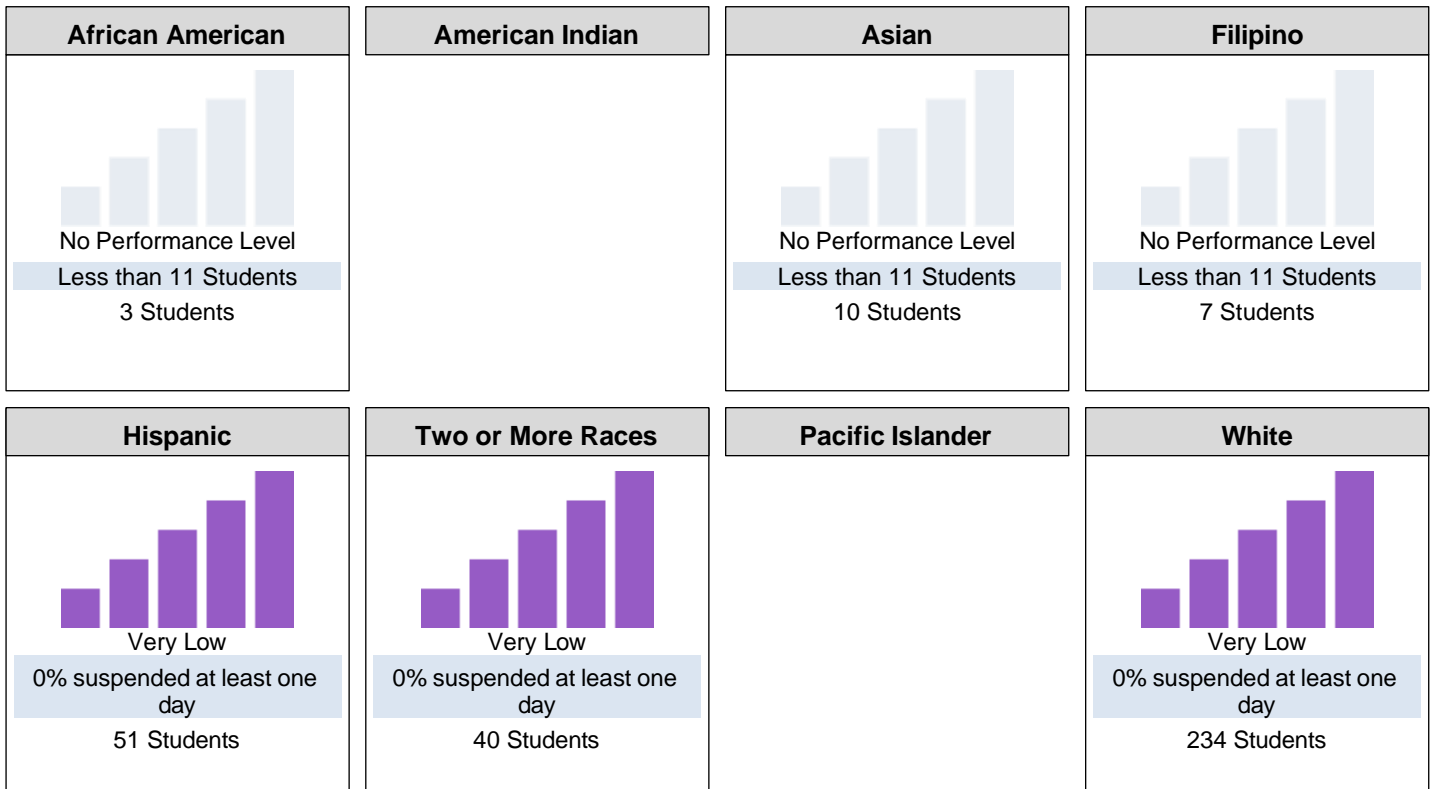 African American
American Indian
Asian
Filipino
No Performance Level
Less than 11 Students
3 Students
No Performance Level
Less than 11 Students
10 Students
No Performance Level
Less than 11 Students
7 Students
Hispanic
Two or More Races
Pacific Islander
White
Very Low
0% suspended at least one
day
51 Students
Very Low
0% suspended at least one
day
40 Students
Very Low
0% suspended at least one
day
234 Students